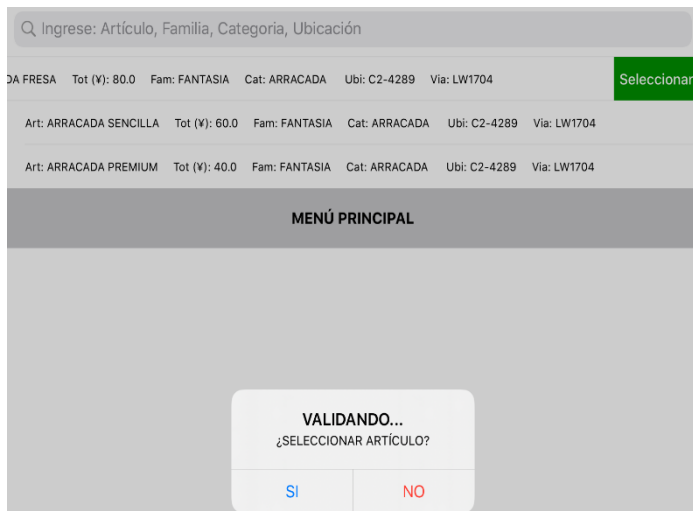 Ingrese: Artículo, Familia, Categoria, Ubicación
FRESA Tot (¥): 80.0 Fam: FANTASIA Cat: ARRACADA Ubi: C2-4289 Via: LW1704 Seleccionar
Art: ARRACADA SENCILLA Tot (¥): 60.0 Fam: FANTASIA Cat: ARRACADA Ubi: C2-4289 Via: LW1704
Art: ARRACADA PREMIUM Tot (¥): 40.0 Fam: FANTASIA Cat: ARRACADA Ubi: C2-4289 Via: LW1704
MENÚ PRINCIPAL
VALIDANDO...
¿SELECCIONAR ARTÍCULO?
SI NO